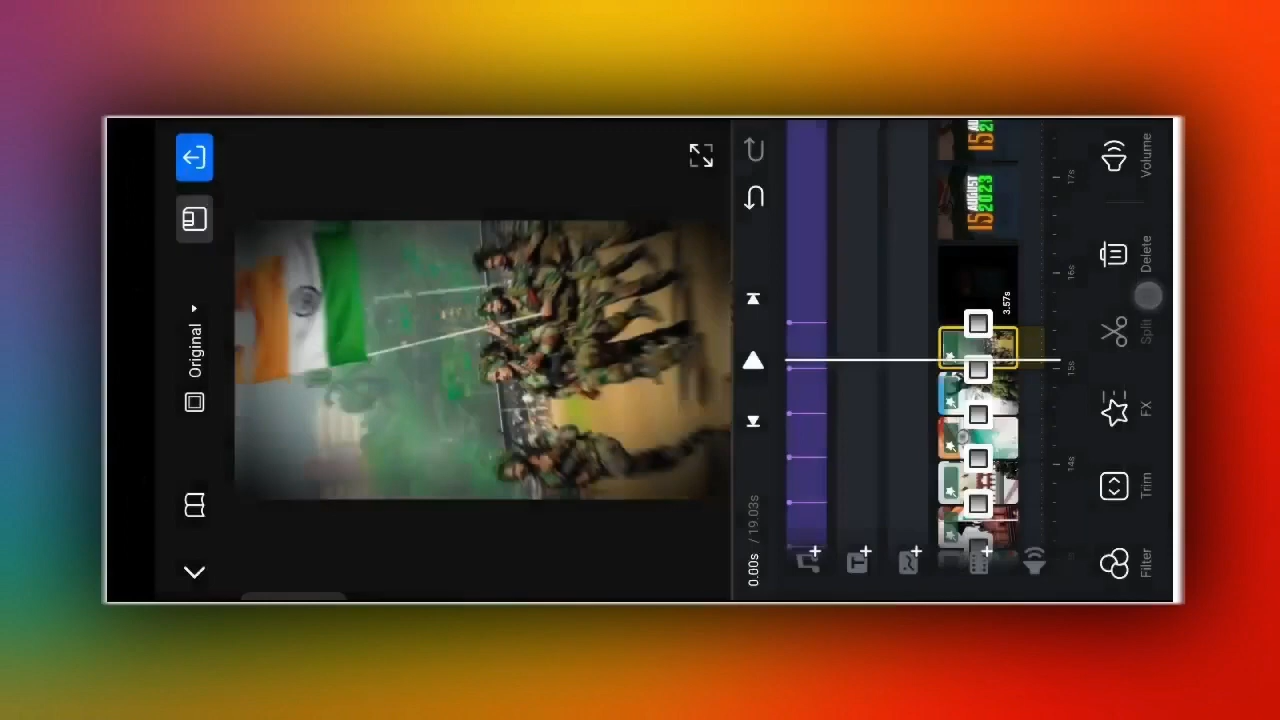 Original
0.00s / 19.03s
14s
15s
16s
17s
3.57s
15 AUGUST
2023
15
Filter
Trim
FX
Split
Delete
Volume